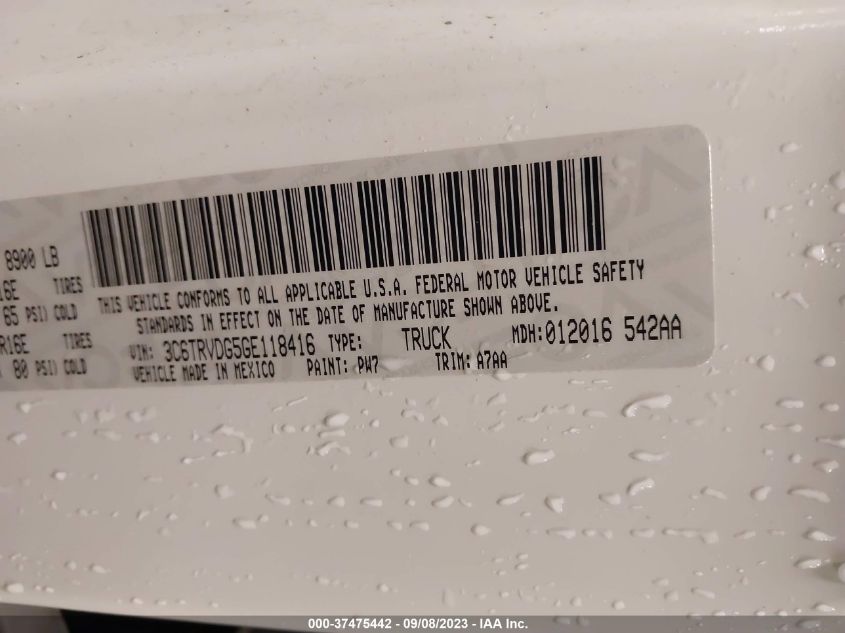 8900 LB
16E TIRES
65 PSI) COLD
R16E TIRES
80 PSI) COLD
THIS VEHICLE CONFORMS TO ALL APPLICABLE U.S.A. FEDERAL MOTOR VEHICLE SAFETY
STANDARDS IN EFFECT ON THE DATE OF MANUFACTURE SHOWN ABOVE.
VIN: 3C6TRVDG5GE118416 TYPE: TRUCK MDH:012016 542AA
VEHICLE MADE IN MEXICO PAINT: PW7 TRIM: A7AA
000-37475442 - 09/08/2023 - IAA Inc.